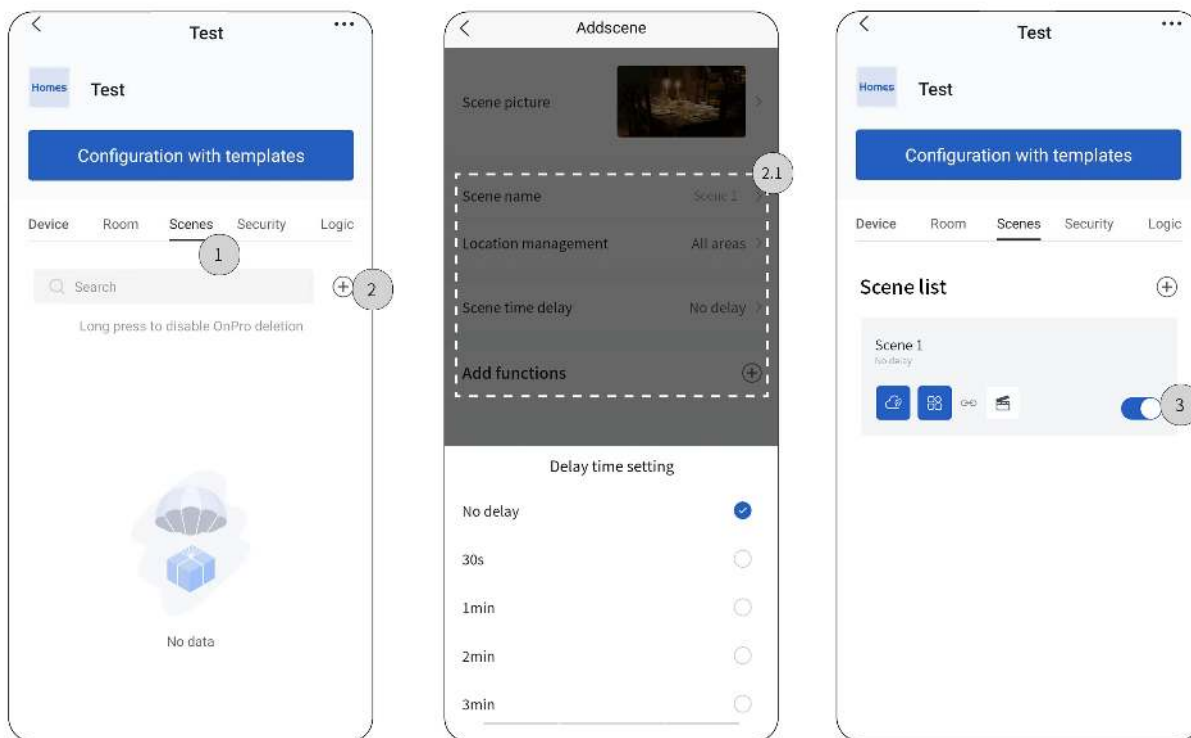 Test
Homes
Test
Configuration with templates
Device Room Scenes Security Logic
1
Search
2
Long press to disable OnPro deletion
No data
Addscene
Scene picture
2.1
Scene name Scene 1
Location management All areas
Scene time delay No delay
Add functions
Delay time setting
No delay
30s
1min
2min
3min
Test
Homes
Test
Configuration with templates
Device Room Scenes Security Logic
Scene list
Scene 1
No delay
3